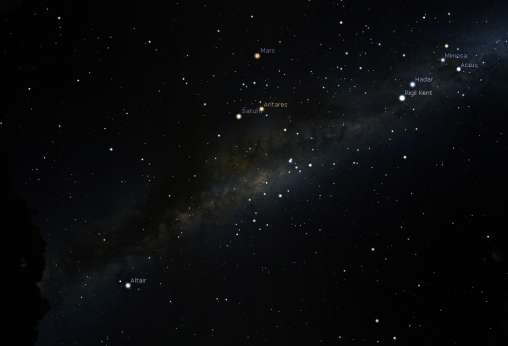 Mars
Mimosa
Acrux
Hadar
Rigil Kent
Antares
Saturn
Altair